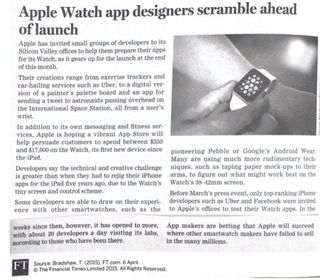 Apple Watch app designers scramble ahead
of launch
Apple has invited small groups of developers to its
Silicon Valley offices to help them prepare their apps
for its Watch, as it gears up for the launch at the end
of this month.
Their creations range from exercise trackers and
car-hailing services such as Uber, to a digital ver-
sion of a painter's palette board and an app for
sending a tweet to astronauts passing overhead on
the International Space Station, all from a user's
wrist.
In addition to its own messaging and fitness ser-
vices, Apple is hoping a vibrant App Store will
help persuade customers to spend between $350
and $17,000 on the Watch, its first new device since
the iPad.
Developers say the technical and creative challenge
is greater than when they had to rejig their iPhone
apps for the iPad five years ago, due to the Watch's
tiny screen and control scheme.
Some developers are able to draw on their experi-
ence with other smartwatches, such as the
pioneering Pebble or Google's Android Wear.
Many are using much more rudimentary tech-
niques, such as taping paper mock-ups to their
arms, to figure out what might work best on the
Watch's 38-42mm screen.
Before March's press event, only top-ranking iPhone
developers such as Uber and Facebook were invited
to Apple's offices to test their Watch apps. In the
weeks since then, however, it has opened to more,
with about 20 developers a day visiting its labs,
according to those who have been there.
App makers are betting that Apple will succeed
where other smartwatch makers have failed to sell
in the many millions.
FT
Source: Bradshaw, T. (2015), FT.com, 6 April.
© The Financial Times Limited 2015. All Rights Reserved.